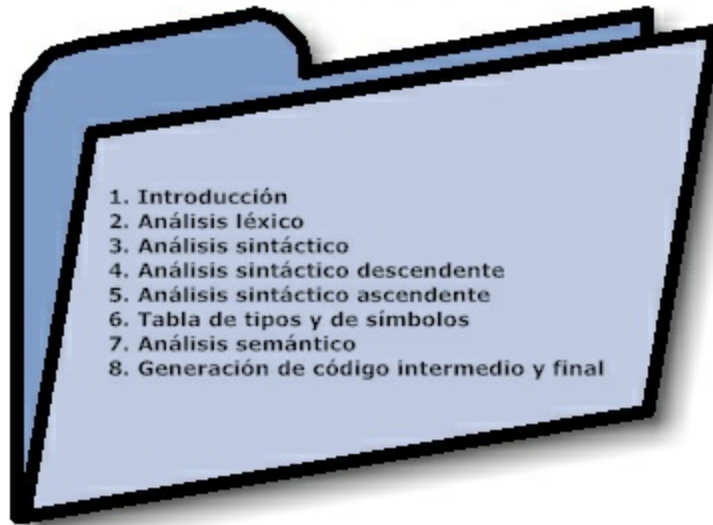 1. Introducción
2. Análisis léxico
3. Análisis sintáctico
4. Análisis sintáctico descendente
5. Análisis sintáctico ascendente
6. Tabla de tipos y de símbolos
7. Análisis semántico
8. Generación de código intermedio y final